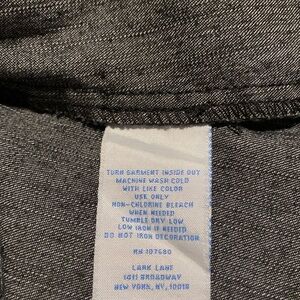 TURN GARMENT INSIDE OUT
MACHINE WASH COLD
WITH LIKE COLOR
USE ONLY
NON-CHLORINE BLEACH
WHEN NEEDED
TUMBLE DRY LOW
LOW IRON IF NEEDED
DO NOT IRON DECORATION
RN 107680
LARK LANE
1411 BROADWAY
NEW YORK, NY, 10018